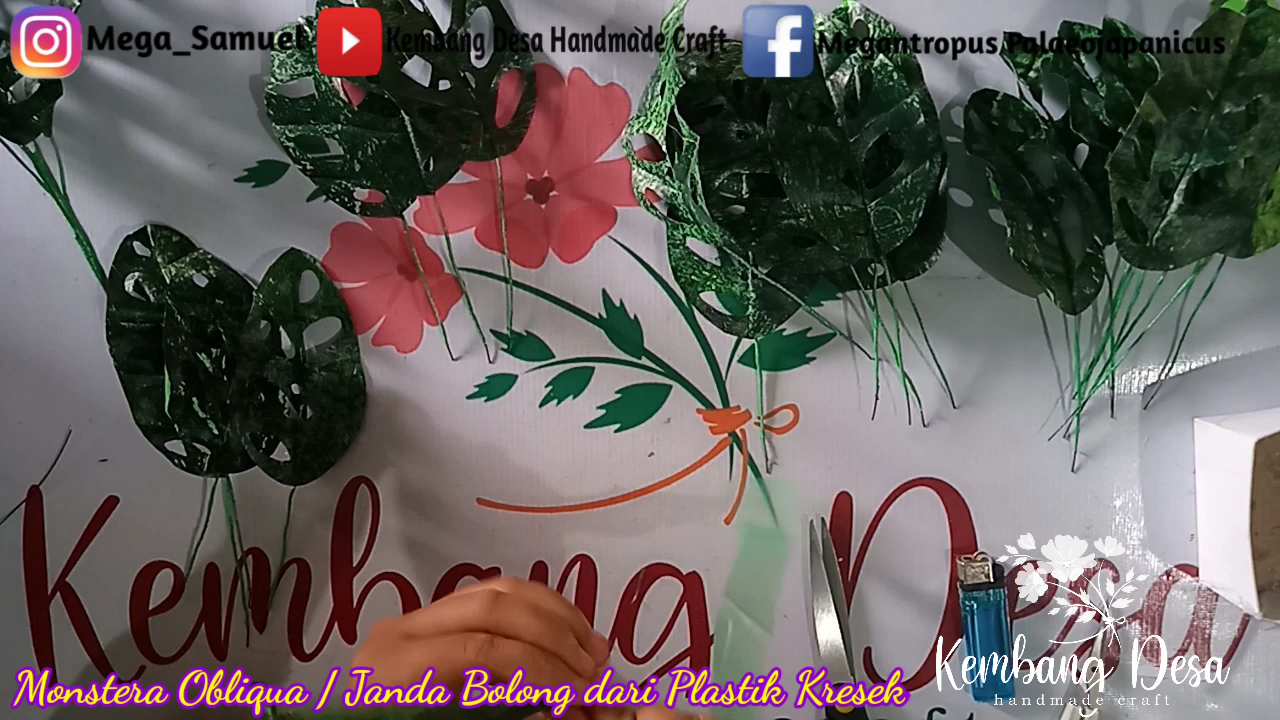 Mega_Samuel
Kembang Desa Handmade Craft
Megantropus Palaeojapanicus
Kembang Desa
Kembang Desa
handmade craft
Monstera Obliqua / Janda Bolong dari Plastik Kresek